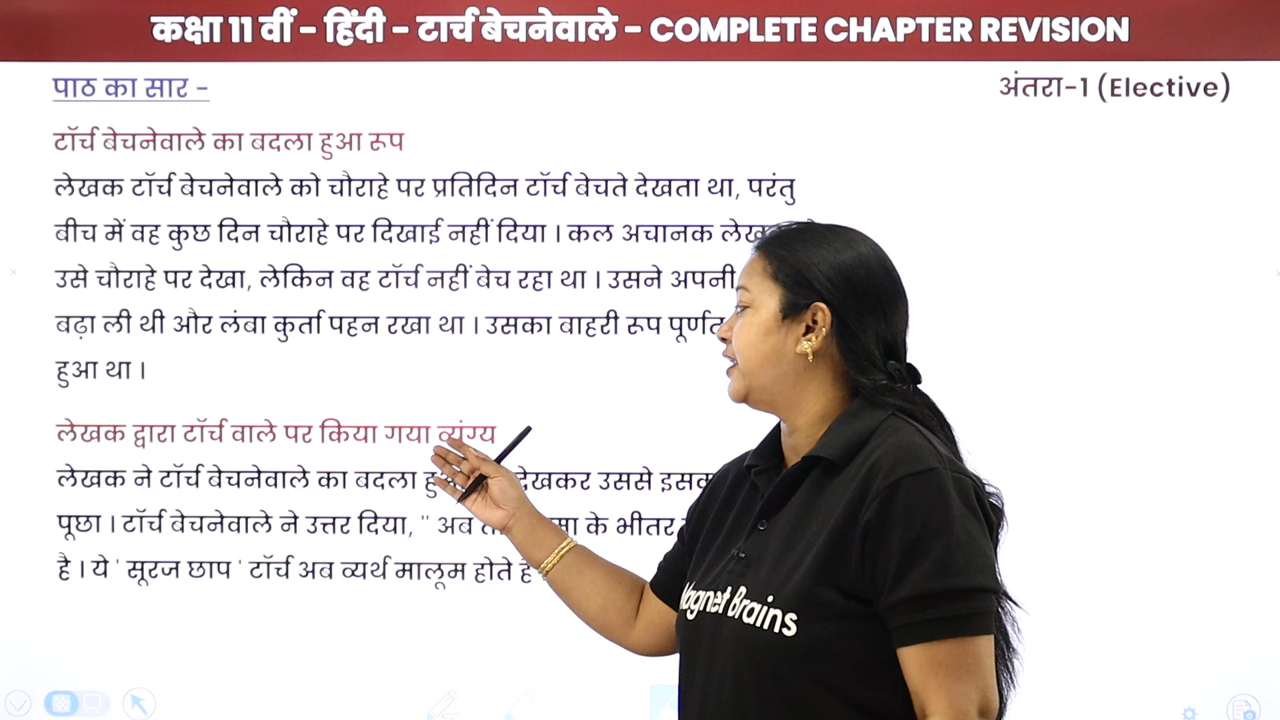 कक्षा 11 वीं - हिंदी - टार्च बेचनेवाले - COMPLETE CHAPTER REVISION
पाठ का सार -
अंतरा-1 (Elective)
टॉर्च बेचनेवाले का बदला हुआ रूप
लेखक टॉर्च बेचनेवाले को चौराहे पर प्रतिदिन टॉर्च बेचते देखता था, परंतु
बीच में वह कुछ दिन चौराहे पर दिखाई नहीं दिया । कल अचानक
उसे चौराहे पर देखा, लेकिन वह टॉर्च नहीं बेच रहा था । उसने अपनी
बढ़ा ली थी और लंबा कुर्ता पहन रखा था । उसका बाहरी रूप
हुआ था ।
लेखक द्वारा टॉर्च वाले पर किया गया व्यंग्य
लेखक ने टॉर्च बेचनेवाले का बदला देखकर उससे
पूछा । टॉर्च बेचनेवाले ने उत्तर दिया, " अब के भीतर
है । ये ' सूरज छाप ' टॉर्च अब व्यर्थ मालूम होते
Magnet Brains